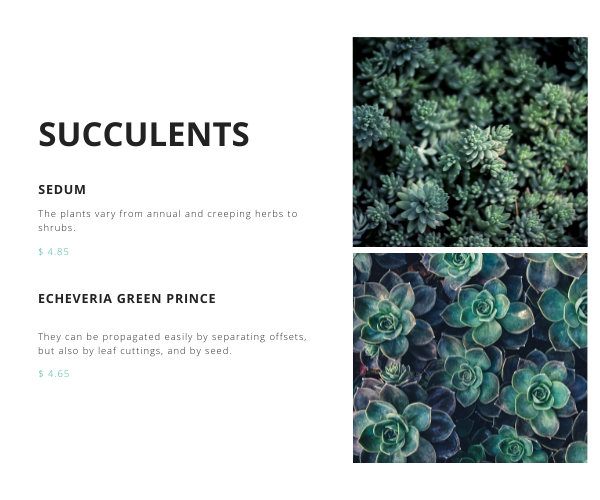 SUCCULENTS
SEDUM
The plants vary from annual and creeping herbs to
shrubs.
$ 4.85
ECHEVERIA GREEN PRINCE
They can be propagated easily by separating offsets,
but also by leaf cuttings, and by seed.
$ 4.65